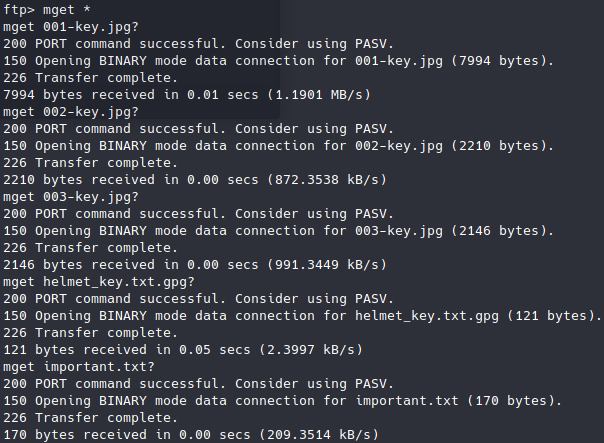 ftp> mget *
mget 001-key.jpg?
200 PORT command successful. Consider using PASV.
150 Opening BINARY mode data connection for 001-key.jpg (7994 bytes).
226 Transfer complete.
7994 bytes received in 0.01 secs (1.1901 MB/s)
mget 002-key.jpg?
200 PORT command successful. Consider using PASV.
150 Opening BINARY mode data connection for 002-key.jpg (2210 bytes).
226 Transfer complete.
2210 bytes received in 0.00 secs (872.3538 kB/s)
mget 003-key.jpg?
200 PORT command successful. Consider using PASV.
150 Opening BINARY mode data connection for 003-key.jpg (2146 bytes).
226 Transfer complete.
2146 bytes received in 0.00 secs (991.3449 kB/s)
mget helmet_key.txt.gpg?
200 PORT command successful. Consider using PASV.
150 Opening BINARY mode data connection for helmet_key.txt.gpg (121 bytes).
226 Transfer complete.
121 bytes received in 0.05 secs (2.3997 kB/s)
mget important.txt?
200 PORT command successful. Consider using PASV.
150 Opening BINARY mode data connection for important.txt (170 bytes).
226 Transfer complete.
170 bytes received in 0.00 secs (209.3514 kB/s)